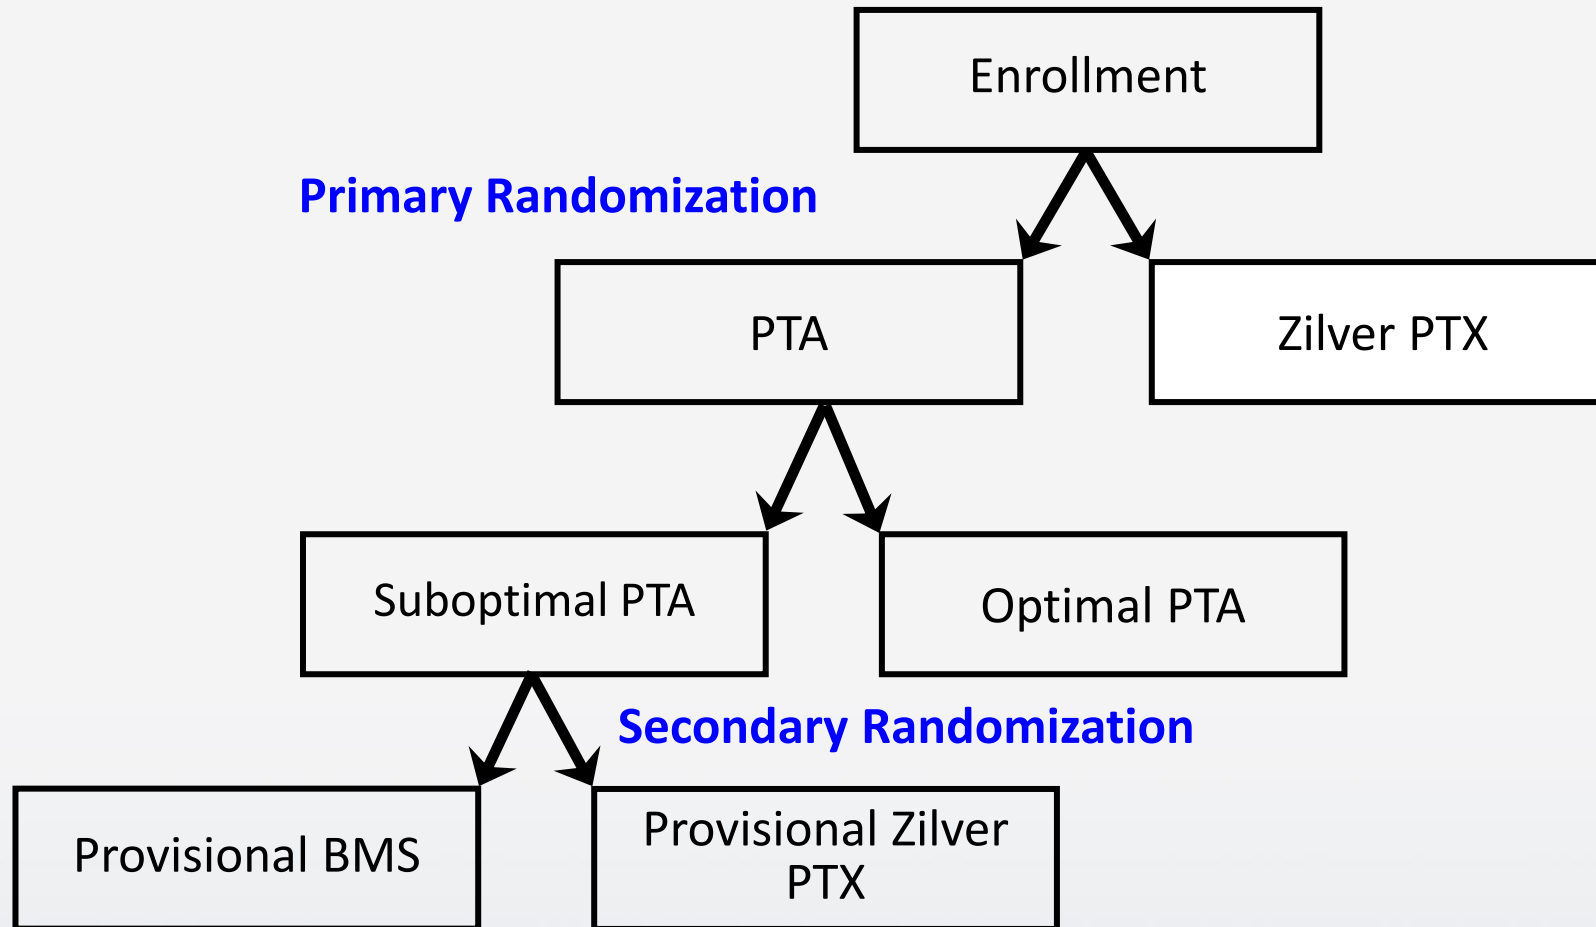 Enrollment
Primary Randomization
PTA
Zilver PTX
Suboptimal PTA
Optimal PTA
Secondary Randomization
Provisional BMS
Provisional Zilver
PTX